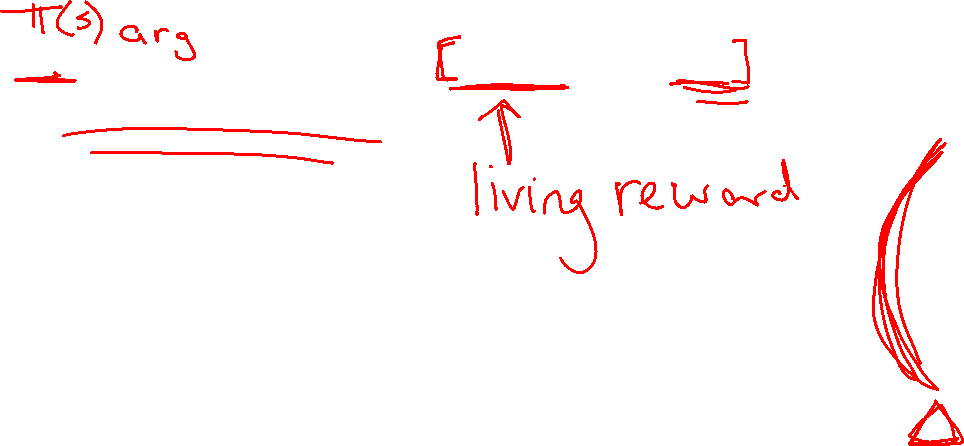 π(s) arg
[ ]
living reward